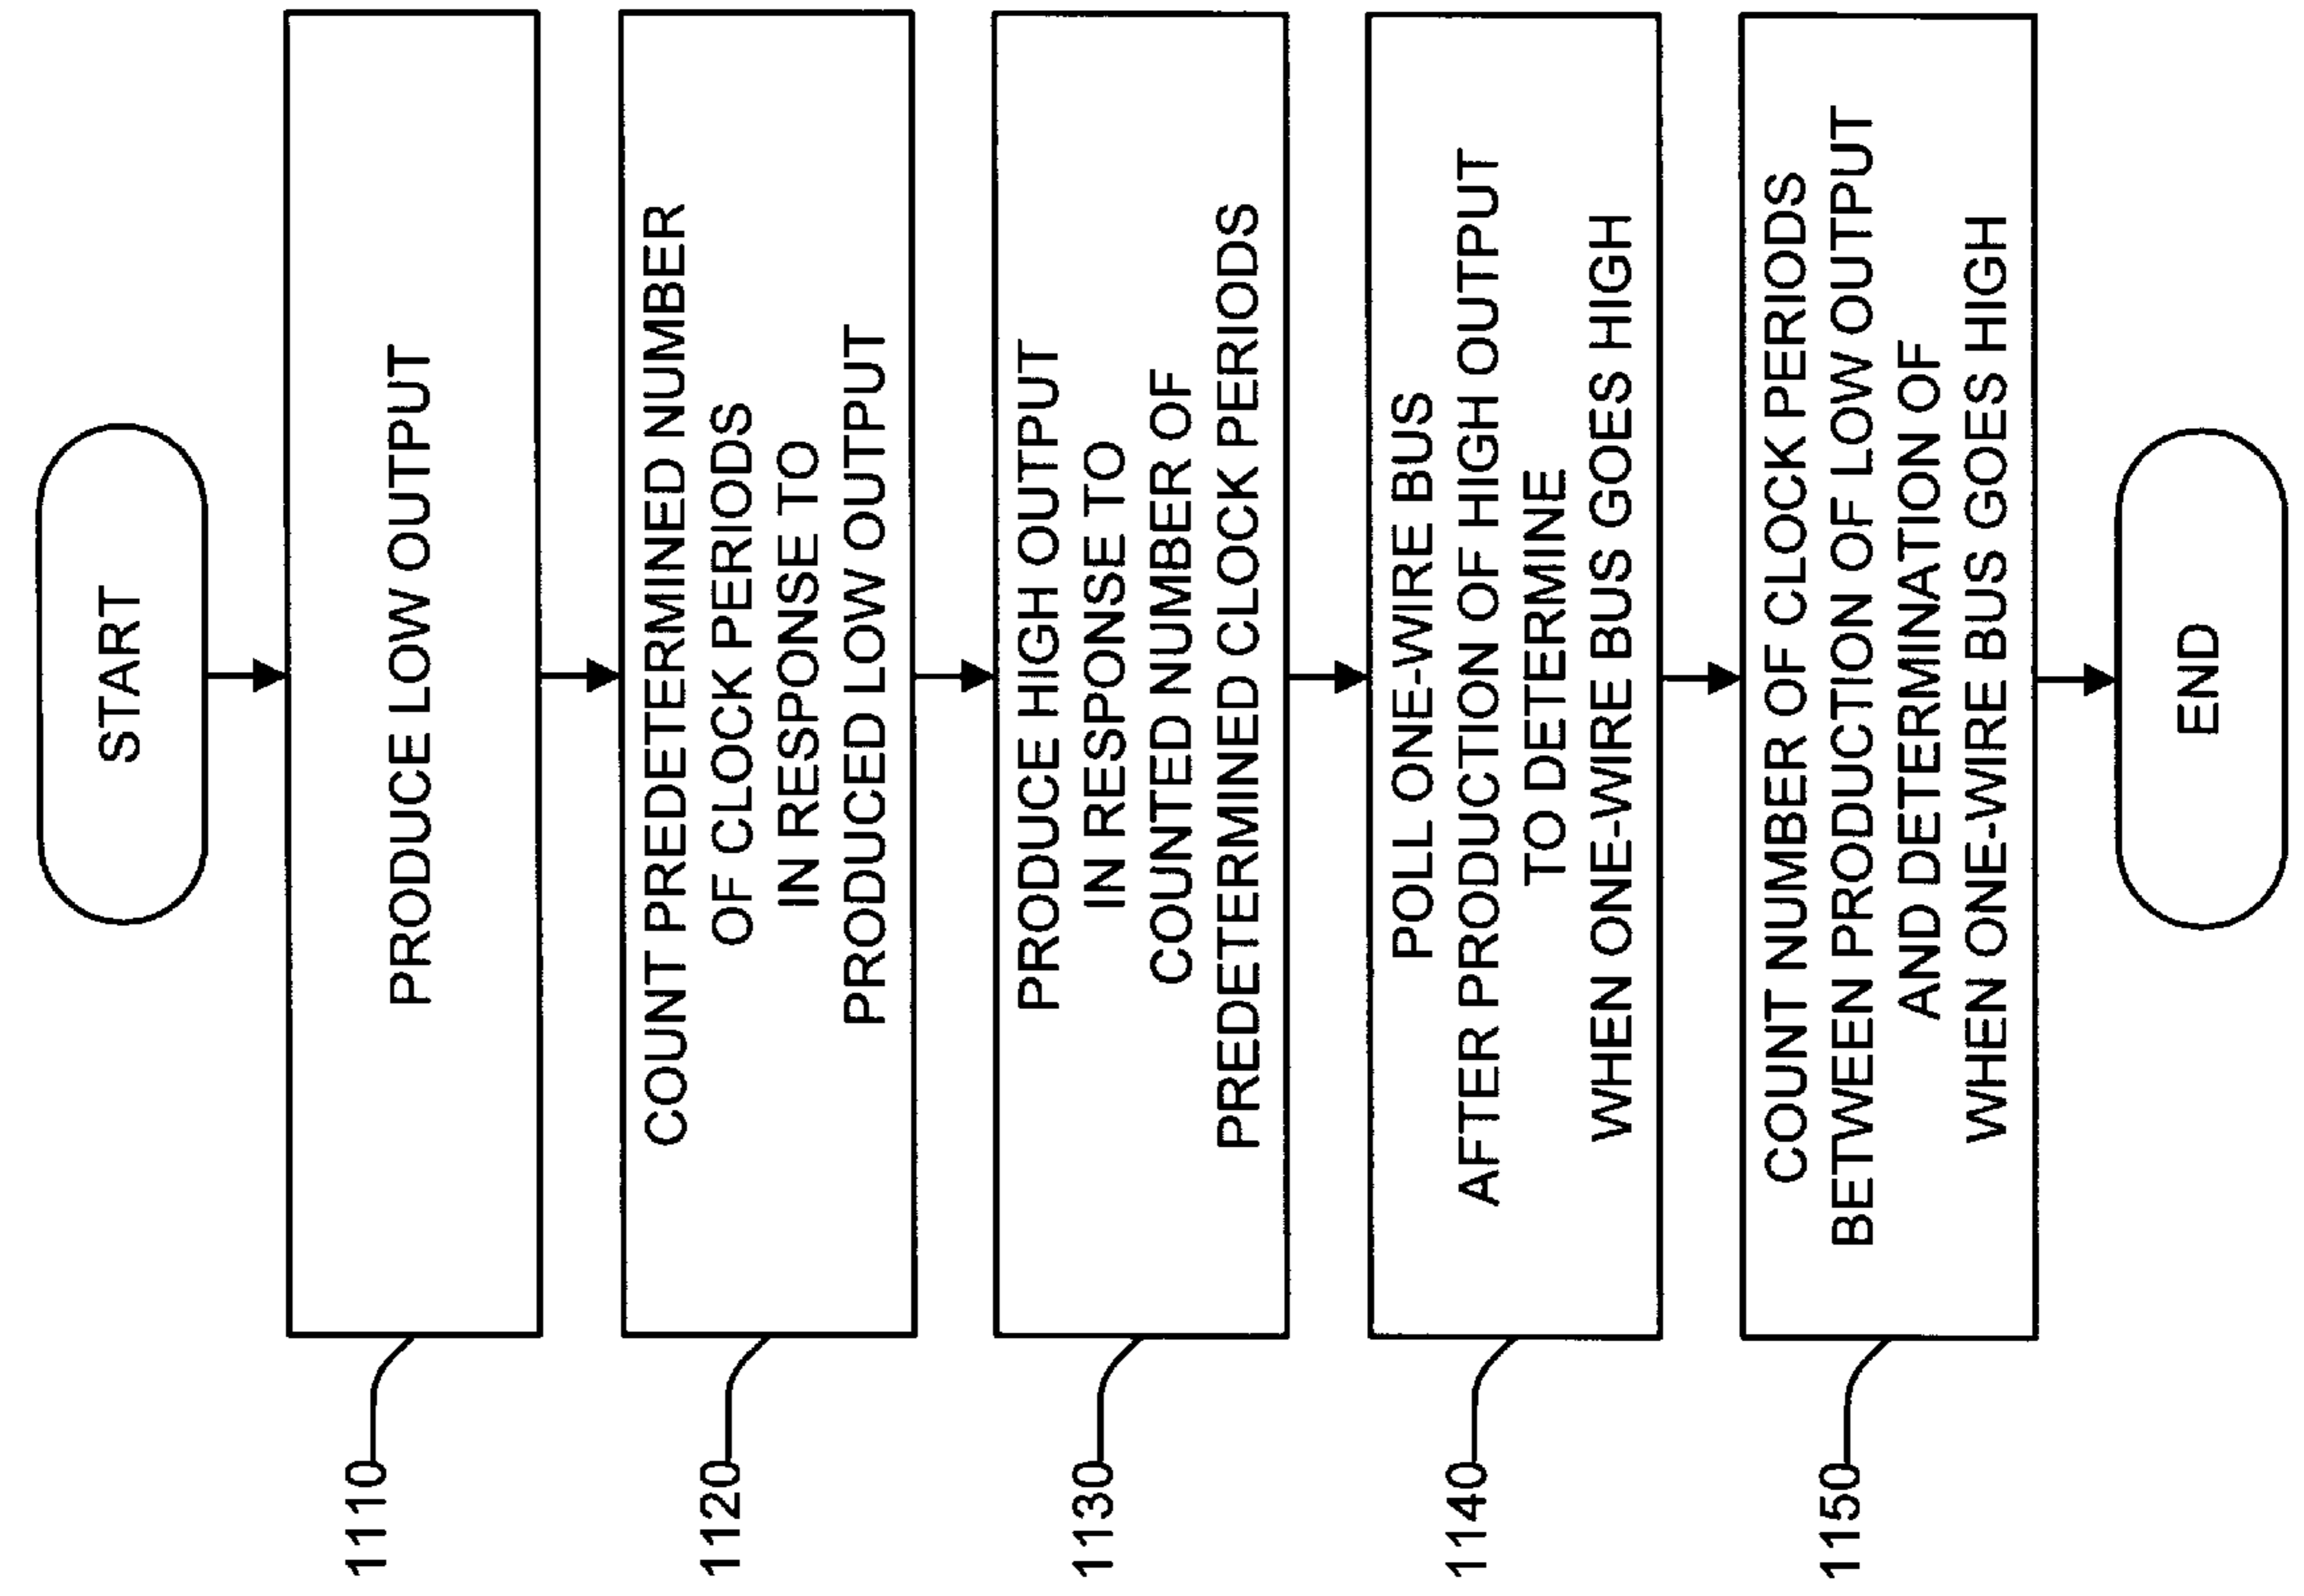 START
1110
PRODUCE LOW OUTPUT
1120
COUNT PREDETERMINED NUMBER
OF CLOCK PERIODS
IN RESPONSE TO
PRODUCED LOW OUTPUT
1130
PRODUCE HIGH OUTPUT
IN RESPONSE TO
COUNTED NUMBER OF
PREDETERMINED CLOCK PERIODS
1140
POLL ONE-WIRE BUS
AFTER PRODUCTION OF HIGH OUTPUT
TO DETERMINE
WHEN ONE-WIRE BUS GOES HIGH
1150
COUNT NUMBER OF CLOCK PERIODS
BETWEEN PRODUCTION OF LOW OUTPUT
AND DETERMINATION OF
WHEN ONE-WIRE BUS GOES HIGH
END